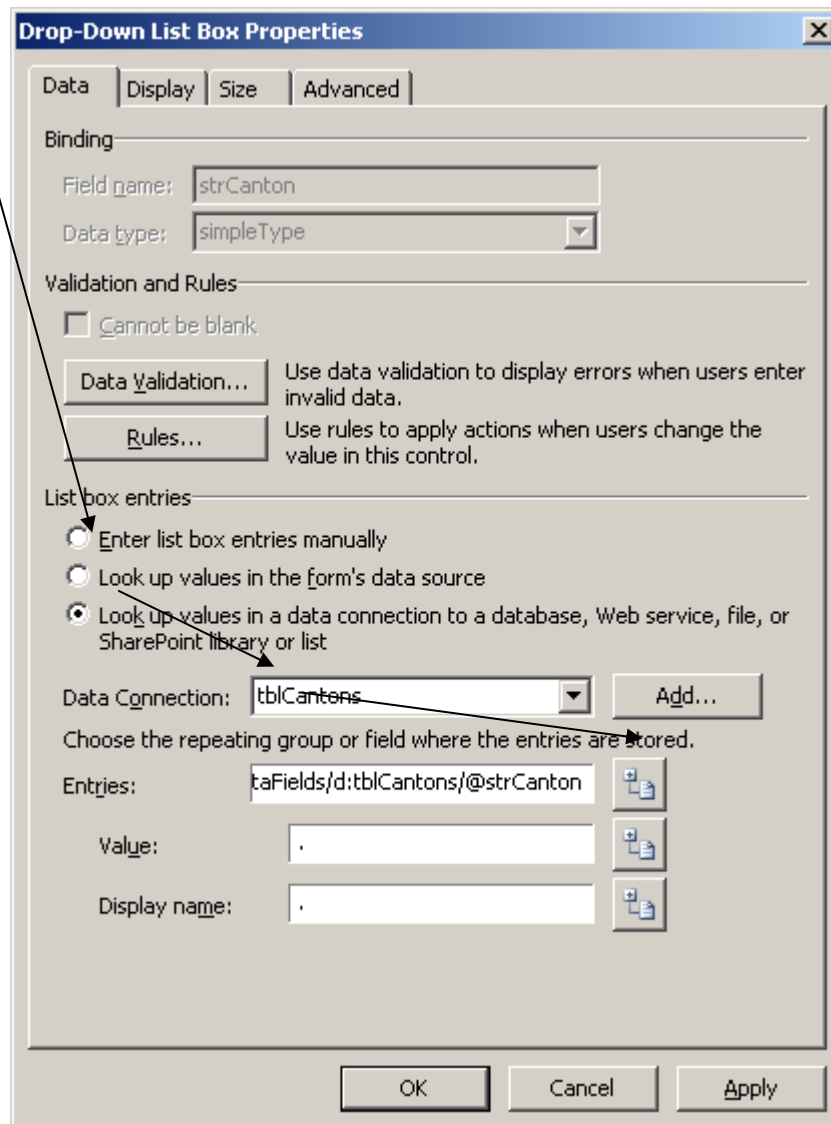 Drop-Down List Box Properties
Data Display Size Advanced
Binding
Field name: strCanton
Data type: simpleType
Validation and Rules
Cannot be blank
Data Validation... Use data validation to display errors when users enter
invalid data.
Rules... Use rules to apply actions when users change the
value in this control.
List box entries
Enter list box entries manually
Look up values in the form's data source
Look up values in a data connection to a database, Web service, file, or
SharePoint library or list
Data Connection: tblCantons Add...
Choose the repeating group or field where the entries are stored.
Entries: taFields/d:tblCantons/@strCanton
Value: .
Display name: .
OK Cancel Apply